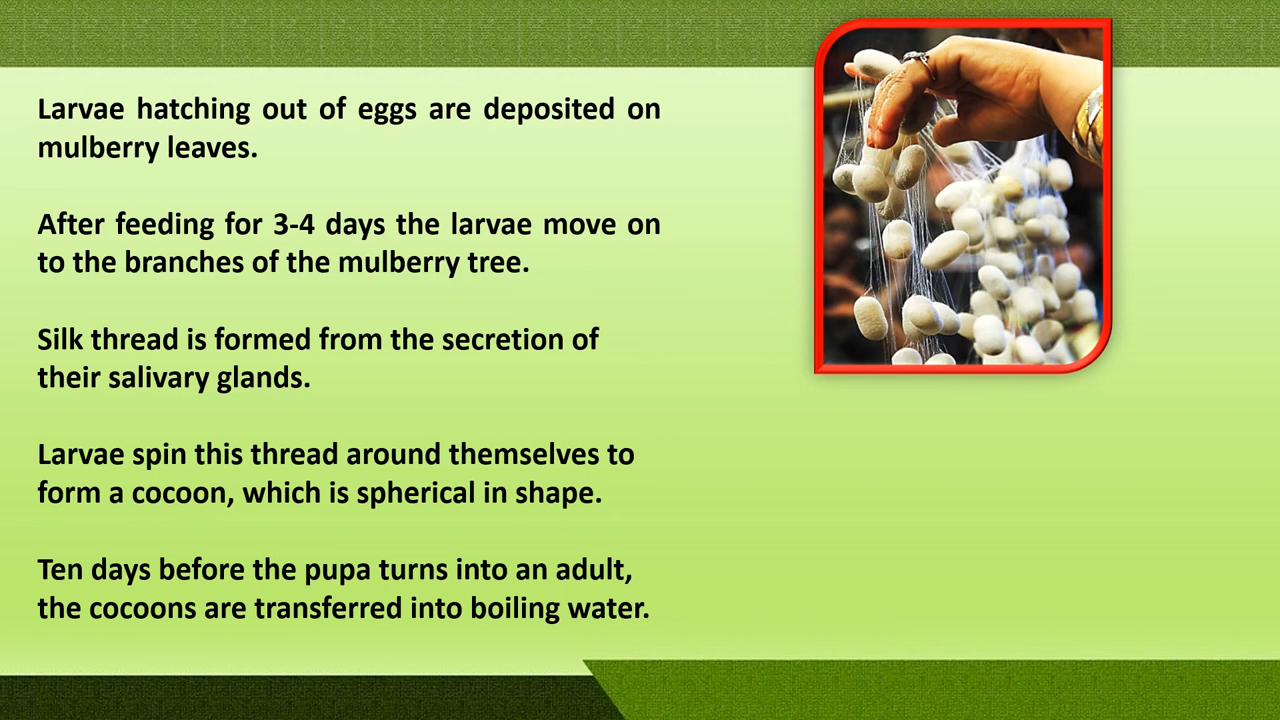 Larvae hatching out of eggs are deposited on
mulberry leaves.
After feeding for 3-4 days the larvae move on
to the branches of the mulberry tree.
Silk thread is formed from the secretion of
their salivary glands.
Larvae spin this thread around themselves to
form a cocoon, which is spherical in shape.
Ten days before the pupa turns into an adult,
the cocoons are transferred into boiling water.